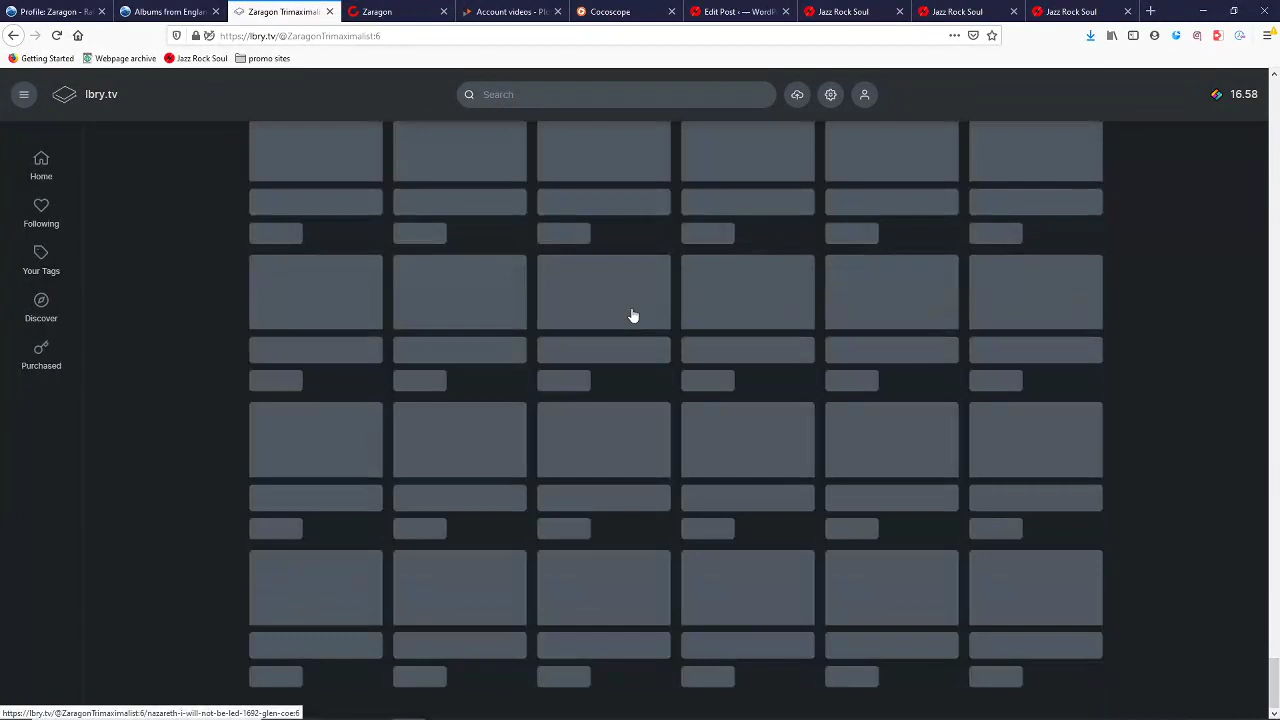 Profile: Zaragon - Ra
Albums from Englan
Zaragon Trimaximali
Zaragon
Account videos - Ple
Cocoscope
Edit Post ‹ — WordP
Jazz Rock Soul
Jazz Rock Soul
Jazz Rock Soul
https://lbry.tv/@ZaragonTrimaximalist:6
Getting Started
Webpage archive
Jazz Rock Soul
promo sites
lbry.tv
Search
16.58
Home
Following
Your Tags
Discover
Purchased
https://lbry.tv/@ZaragonTrimaximalist:6/nazareth-i-will-not-be-led-1692-glen-coe:6